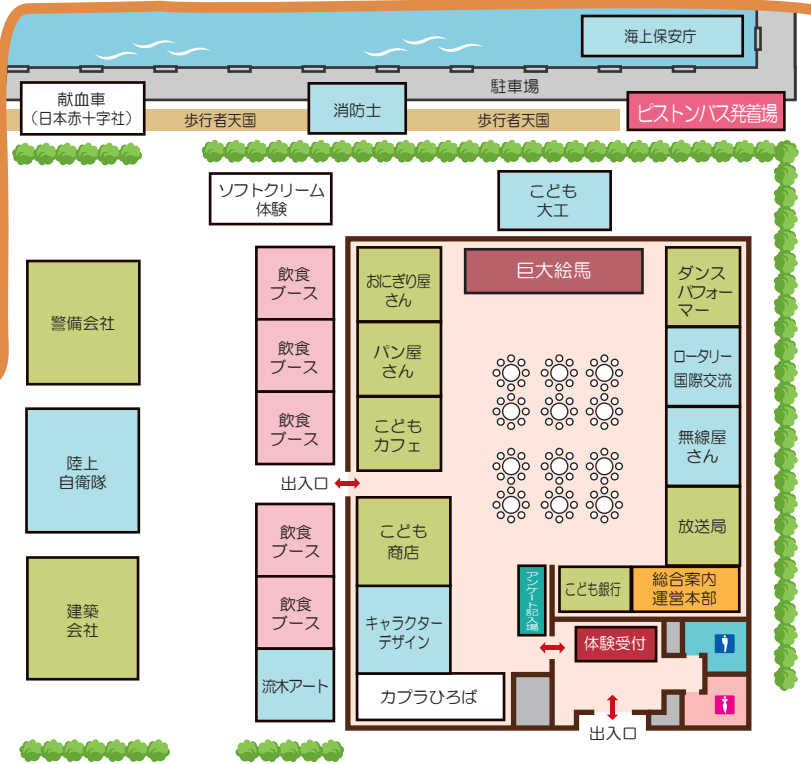 海上保安庁
駐車場
献血車
（日本赤十字社）
歩行者天国
消防士
歩行者天国
ピストンバス発着場
ソフトクリーム
体験
こども
大工
警備会社
陸上
自衛隊
建築
会社
飲食
ブース
飲食
ブース
飲食
ブース
出入口
飲食
ブース
飲食
ブース
流木アート
おにぎり屋
さん
パン屋
さん
こども
カフェ
こども
商店
キャラクター
デザイン
カプラひろば
巨大絵馬
ダンス
パフォー
マー
ロータリー
国際交流
無線屋
さん
放送局
アンケート記入場
こども銀行
総合案内
運営本部
体験受付
出入口